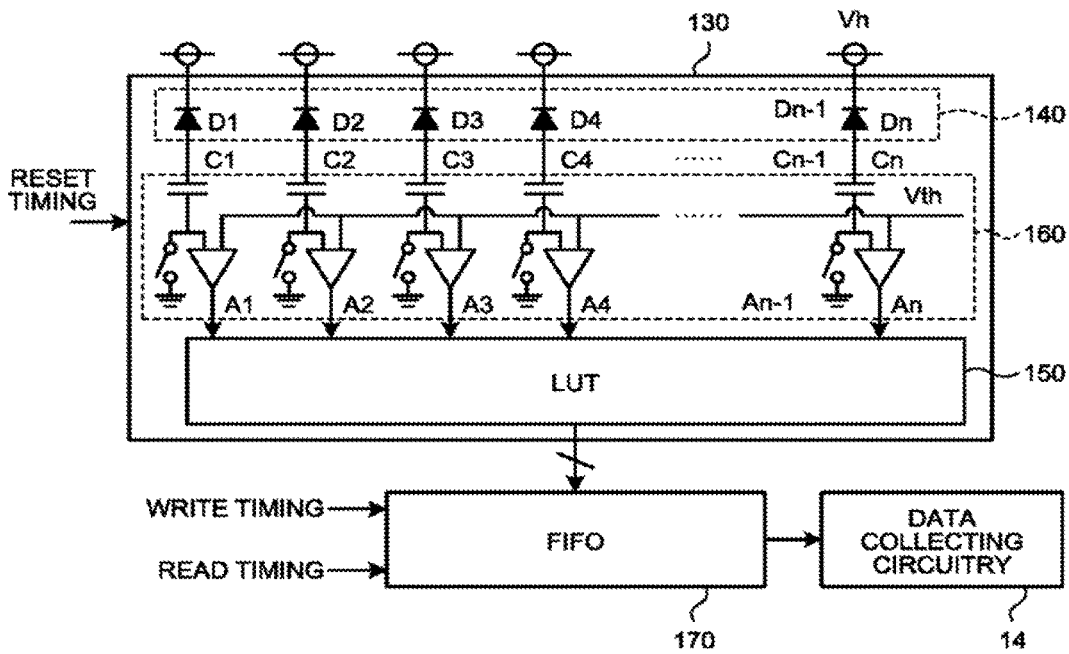 130
Vh
D1 D2 D3 D4 Dn-1 Dn
140
C1 C2 C3 C4 ...... Cn-1 Cn
RESET
TIMING
Vth
......
160
A1 A2 A3 A4 An-1 An
LUT
150
WRITE TIMING
READ TIMING
FIFO
DATA
COLLECTING
CIRCUITRY
170
14